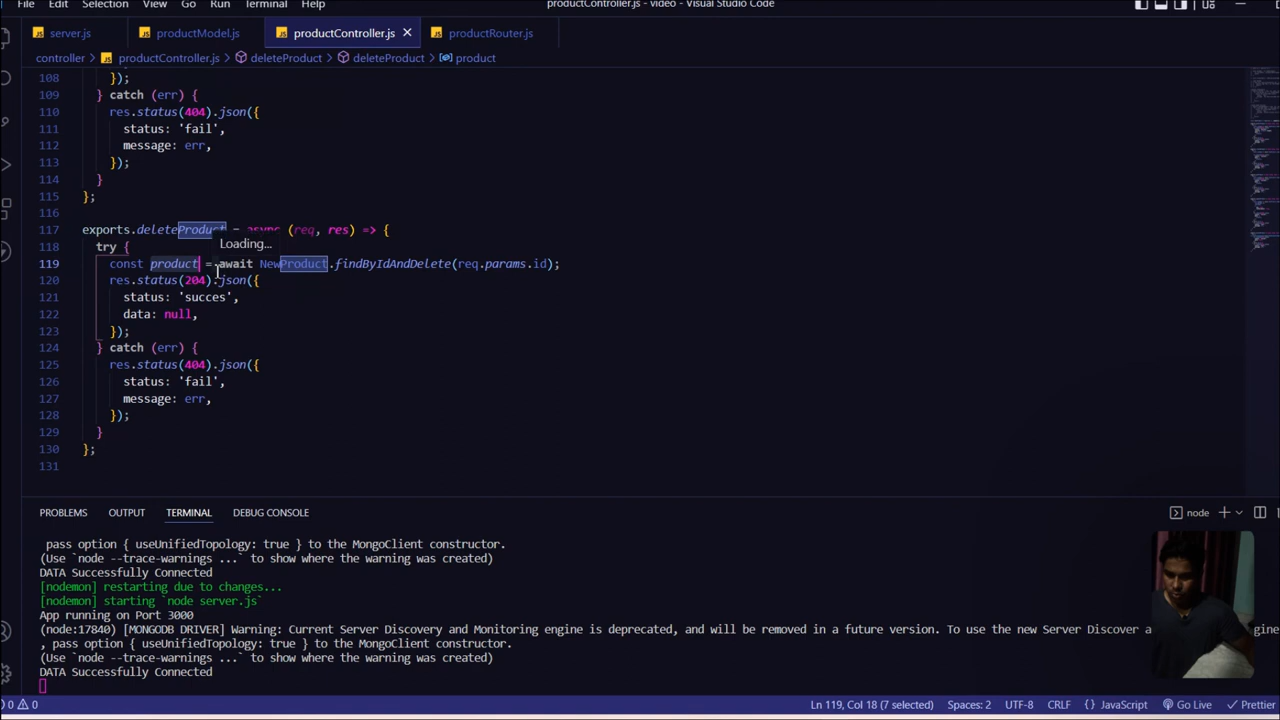 File Edit Selection View Go Run Terminal Help productController.js - video - Visual Studio Code
server.js productModel.js productController.js productRouter.js
controller > productController.js > deleteProduct > deleteProduct > product
108 });
109 } catch (err) {
110 res.status(404).json({
111 status: 'fail',
112 message: err,
113 });
114 }
115 };
116
117 exports.deleteProduct = async (req, res) => {
118 try {
Loading...
119 const product = await NewProduct.findByIdAndDelete(req.params.id);
120 res.status(204).json({
121 status: 'succes',
122 data: null,
123 });
124 } catch (err) {
125 res.status(404).json({
126 status: 'fail',
127 message: err,
128 });
129 }
130 };
131
PROBLEMS OUTPUT TERMINAL DEBUG CONSOLE node
pass option { useUnifiedTopology: true } to the MongoClient constructor.
(Use `node --trace-warnings ...` to show where the warning was created)
DATA Successfully Connected
[nodemon] restarting due to changes...
[nodemon] starting `node server.js`
App running on Port 3000
(node:17840) [MONGODB DRIVER] Warning: Current Server Discovery and Monitoring engine is deprecated, and will be removed in a future version. To use the new Server Discover a
, pass option { useUnifiedTopology: true } to the MongoClient constructor.
(Use `node --trace-warnings ...` to show where the warning was created)
DATA Successfully Connected
0 0 Ln 119, Col 18 (7 selected) Spaces: 2 UTF-8 CRLF {} JavaScript Go Live Prettier